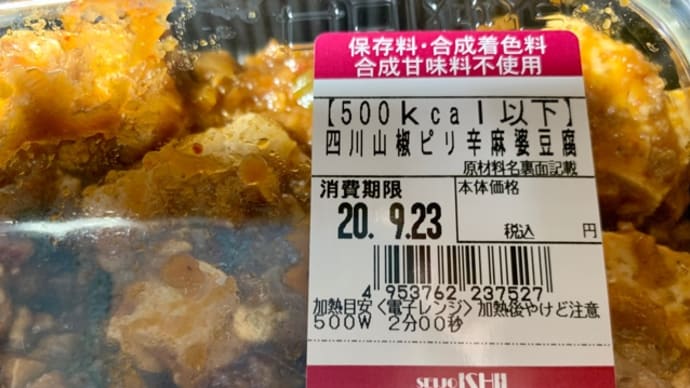 保存料・合成着色料
合成甘味料不使用
【500kcal以下】
四川山椒ピリ辛麻婆豆腐
原材料名裏面記載
消費期限
20. 9.23
本体価格
税込 円
4 953762 237527
加熱目安<電子レンジ>加熱後やけど注意
500W 2分00秒
SEIJO ISHII